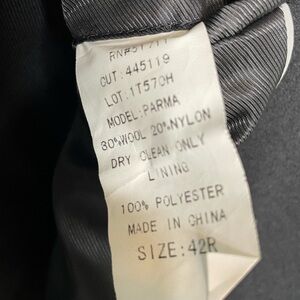 CUT:445119
LOT:1T570H
MODEL:PARMA
80%WOOL 20%NYLON
DRY CLEAN ONLY
LINING
100% POLYESTER
MADE IN CHINA
SIZE:42R